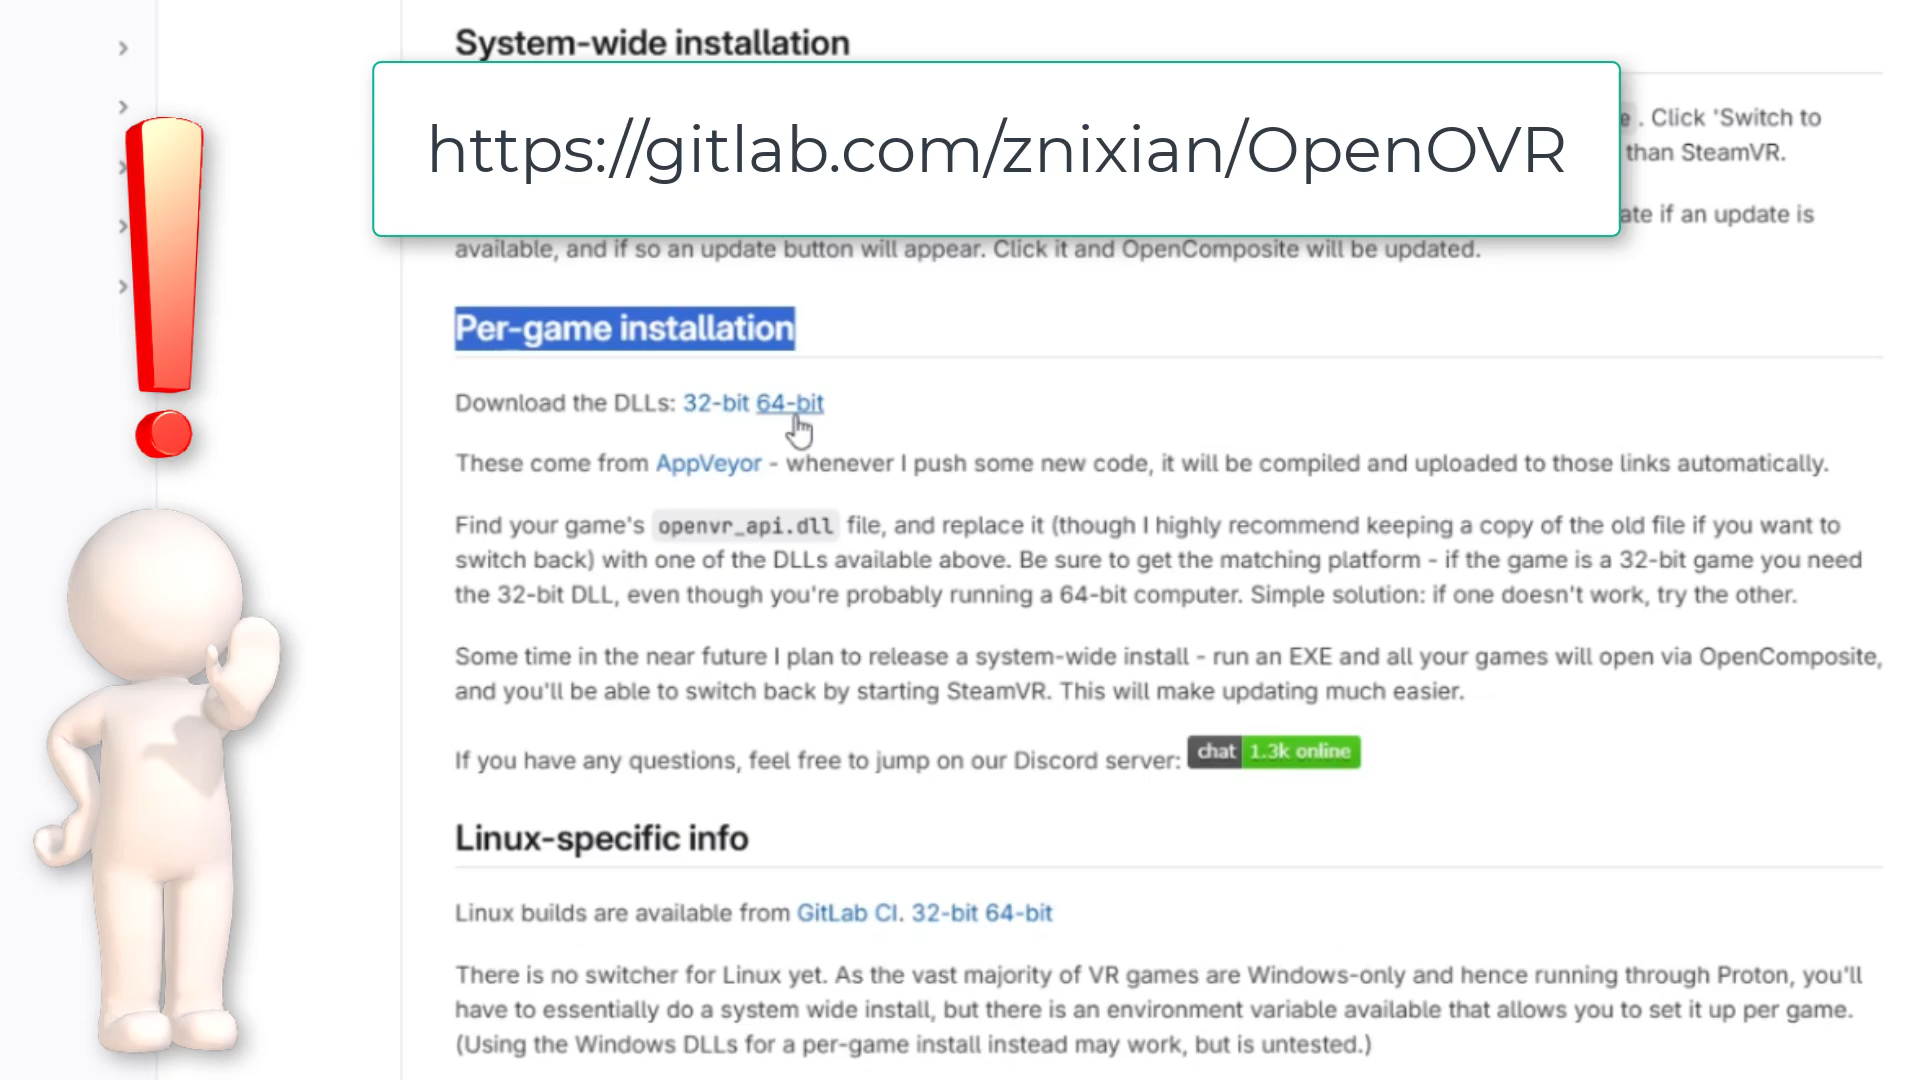 System-wide installation
https://gitlab.com/znixian/OpenOVR
. Click 'Switch to
than SteamVR.
if an update is
available, and if so an update button will appear. Click it and OpenComposite will be updated.
Per-game installation
Download the DLLs: 32-bit 64-bit
These come from AppVeyor - whenever I push some new code, it will be compiled and uploaded to those links automatically.
Find your game's openvr_api.dll file, and replace it (though I highly recommend keeping a copy of the old file if you want to
switch back) with one of the DLLs available above. Be sure to get the matching platform - if the game is a 32-bit game you need
the 32-bit DLL, even though you're probably running a 64-bit computer. Simple solution: if one doesn't work, try the other.
Some time in the near future I plan to release a system-wide install - run an EXE and all your games will open via OpenComposite,
and you'll be able to switch back by starting SteamVR. This will make updating much easier.
If you have any questions, feel free to jump on our Discord server: chat 1.3k online
Linux-specific info
Linux builds are available from GitLab CI. 32-bit 64-bit
There is no switcher for Linux yet. As the vast majority of VR games are Windows-only and hence running through Proton, you'll
have to essentially do a system wide install, but there is an environment variable available that allows you to set it up per game.
(Using the Windows DLLs for a per-game install instead may work, but is untested.)